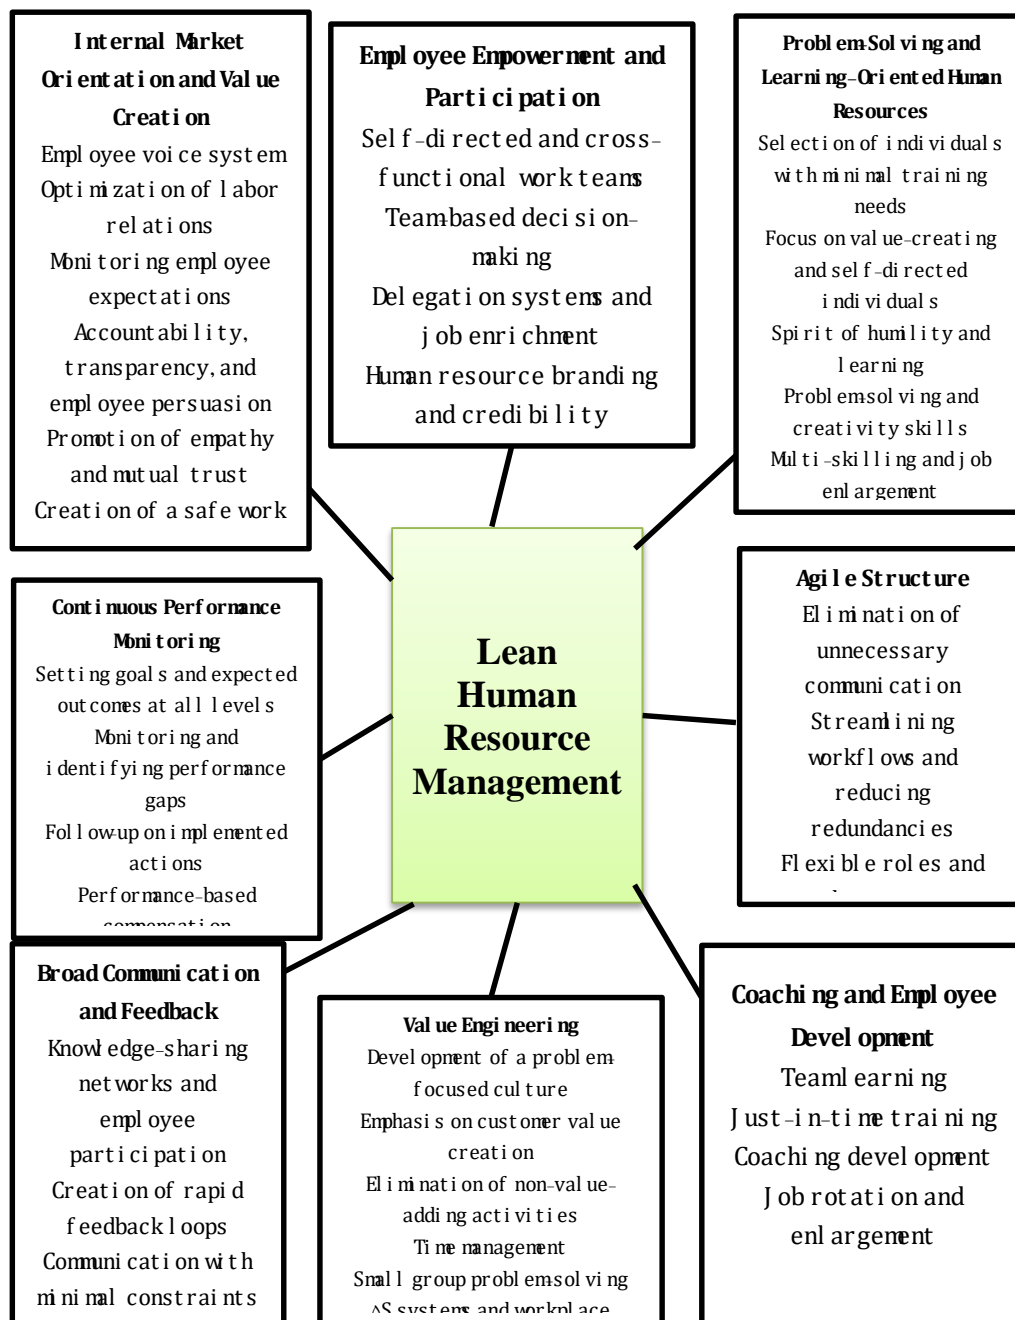 Internal Market
Orientation and Value
Creation
Employee voice system
Optimization of labor
relations
Monitoring employee
expectations
Accountability,
transparency, and
employee persuasion
Promotion of empathy
and mutual trust
Creation of a safe work
Employee Empowerment and
Participation
Self-directed and cross-
functional work teams
Team-based decision-
making
Delegation systems and
job enrichment
Human resource branding
and credibility
Problem-Solving and
Learning-Oriented Human
Resources
Selection of individuals
with minimal training
needs
Focus on value-creating
and self-directed
individuals
Spirit of humility and
learning
Problem-solving and
creativity skills
Multi-skilling and job
enlargement
Continuous Performance
Monitoring
Setting goals and expected
outcomes at all levels
Monitoring and
identifying performance
gaps
Follow-up on implemented
actions
Performance-based
compensation
Lean
Human
Resource
Management
Agile Structure
Elimination of
unnecessary
communication
Streamlining
workflows and
reducing
redundancies
Flexible roles and
Broad Communication
and Feedback
Knowledge-sharing
networks and
employee
participation
Creation of rapid
feedback loops
Communication with
minimal constraints
Value Engineering
Development of a problem-
focused culture
Emphasis on customer value
creation
Elimination of non-value-
adding activities
Time management
Small group problem-solving
systems and workplace
Coaching and Employee
Development
Team learning
Just-in-time training
Coaching development
Job rotation and
enlargement